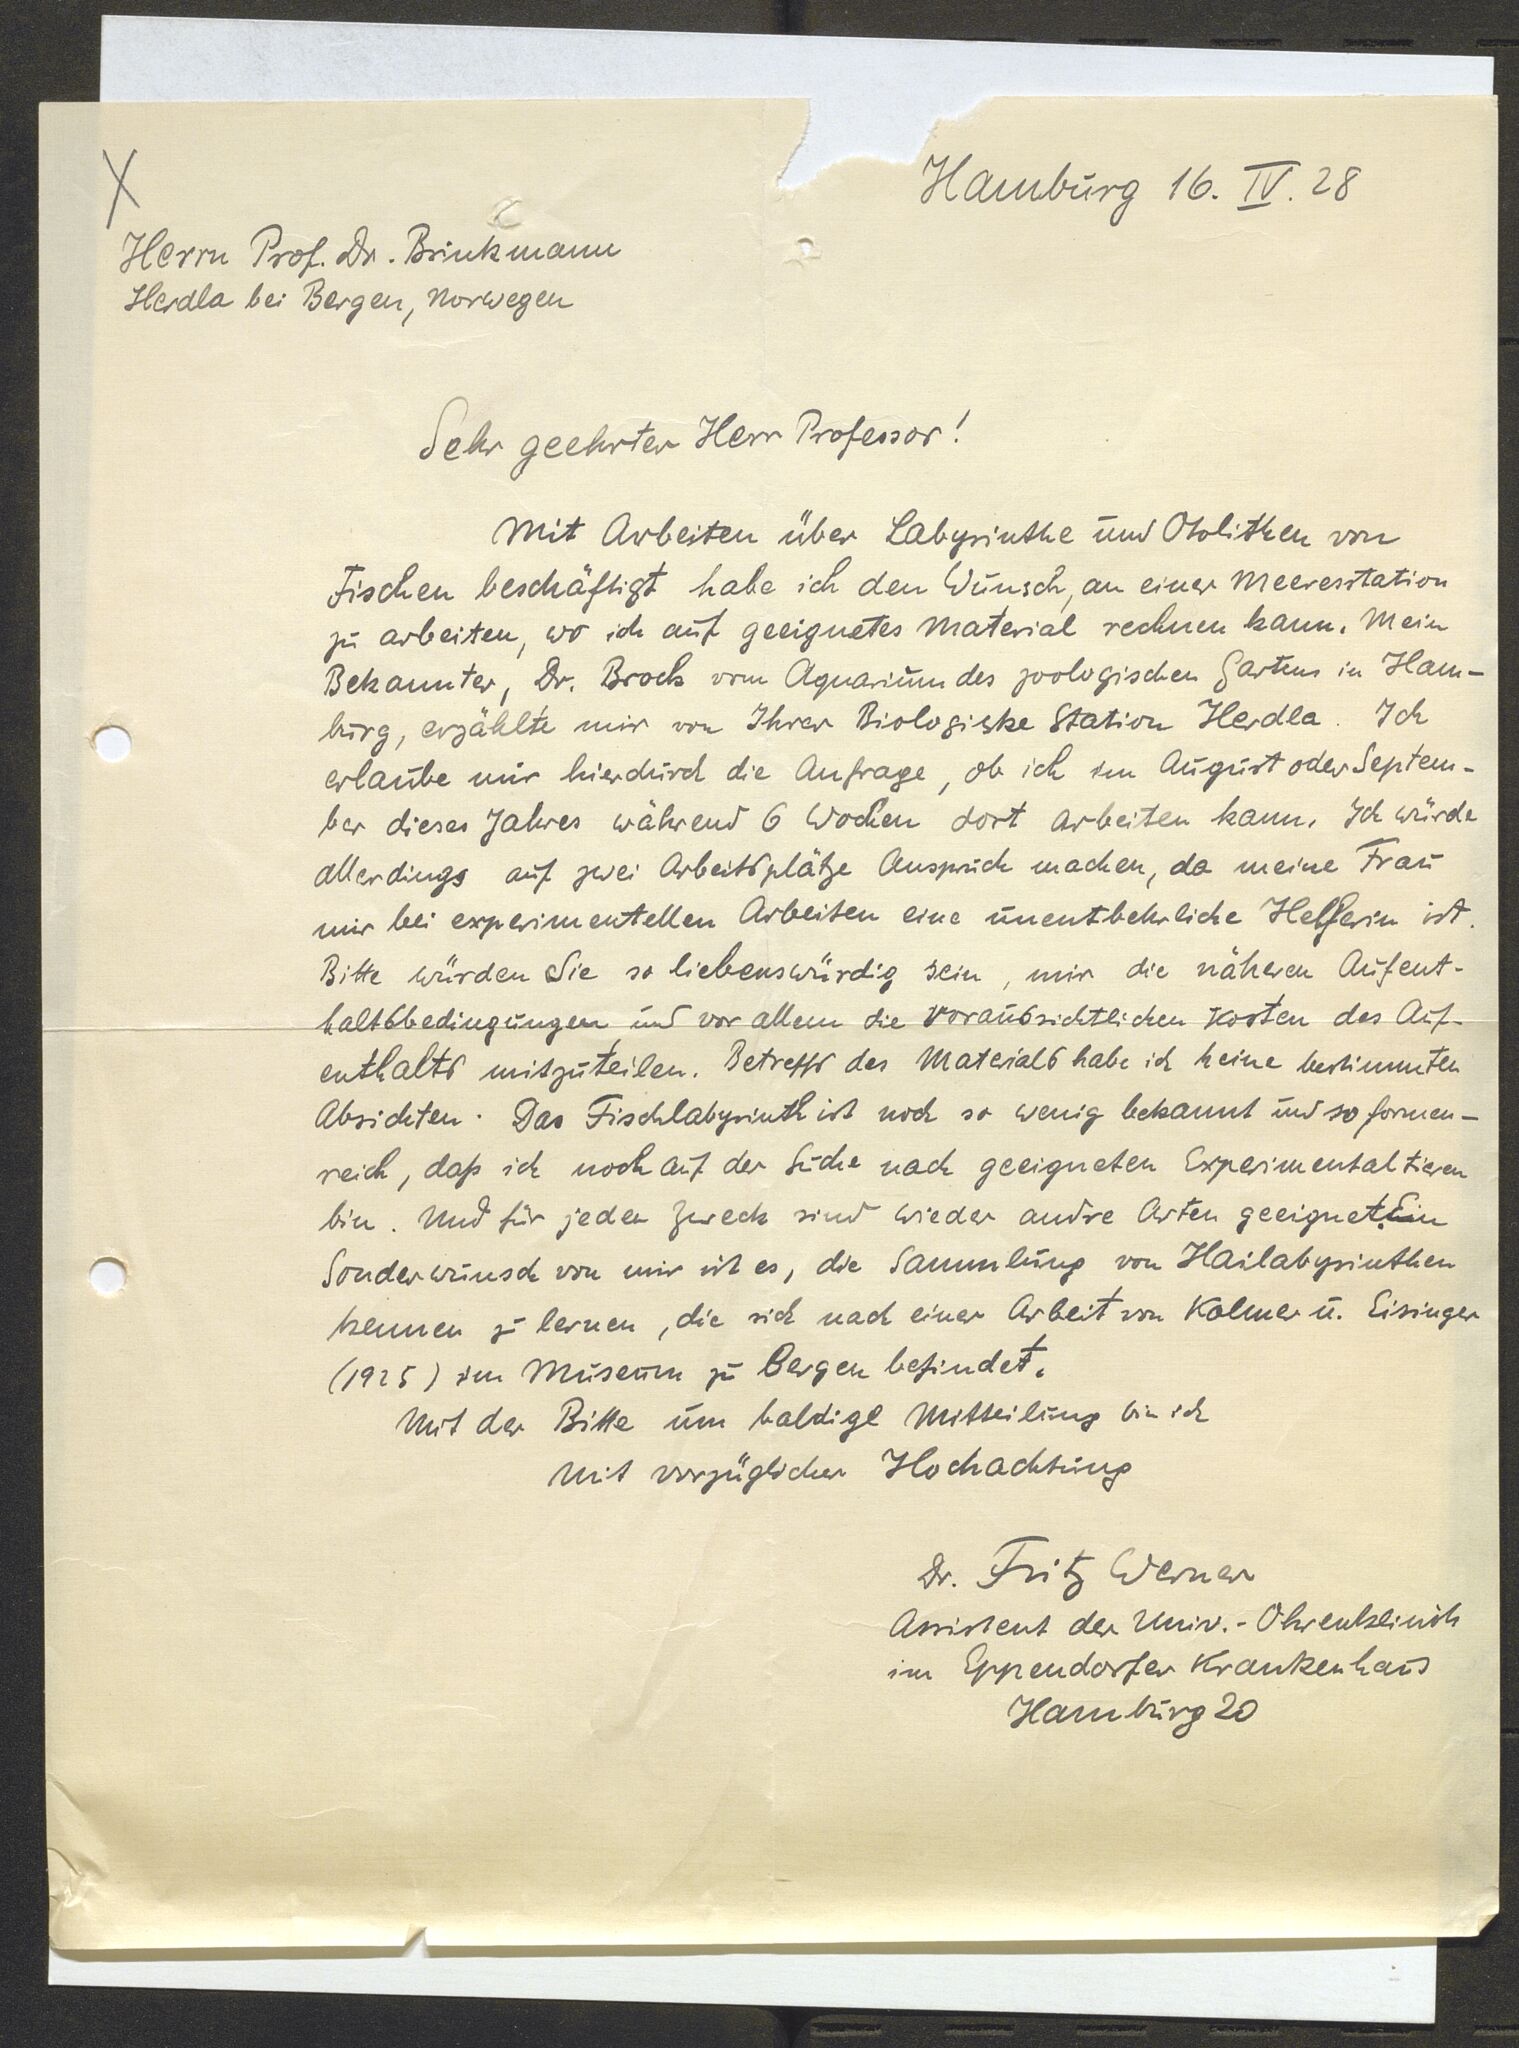 X
Hamburg 16. IV. 28
Herrn Prof. Dr. Brinkmann
Herdla bei Bergen, Norwegen
Sehr geehrter Herr Professor!
Mit Arbeiten über Labyrinthe und Otolithen von
Fischen beschäftigt habe ich den Wunsch, an einer Meeresstation
zu arbeiten, wo ich auf geeignetes Material rechnen kann. Mein
Bekannter, Dr. Brock vom Aquarium des zoologischen Gartens in Ham-
burg, erzählte mir von Ihrer Biologiske Station Herdla. Ich
erlaube mir hierdurch die Anfrage, ob ich im August oder Septem-
ber dieses Jahres während 6 Wochen dort arbeiten kann. Ich würde
allerdings auf zwei Arbeitsplätze Anspruch machen, da meine Frau
mir bei experimentellen Arbeiten eine unentbehrliche Helferin ist.
Bitte würden Sie so liebenswürdig sein, mir die näheren Aufent-
haltsbedingungen und vor allem die voraussichtlichen Kosten des Auf-
enthalts mitzuteilen. Betreffs des Materials habe ich keine bestimmten
Absichten. Das Fischlabyrinth ist noch so wenig bekannt und so formen-
reich, daß ich noch auf der Suche nach geeigneten Experimentaltieren
bin. Und für jeden Zweck sind wieder andre Arten geeignet. Ein
Sonderwunsch von mir ist es, die Sammlung von Hailabyrinthen
kennen zu lernen, die sich nach einer Arbeit von Kolmer u. Eisinger
(1925) im Museum zu Bergen befindet.
Mit der Bitte um baldige Mitteilung bin ich
Mit vorzüglicher Hochachtung
Dr. Fritz Werner
Assistent der Univ.-Ohrenklinik
im Eppendorfer Krankenhaus
Hamburg 20